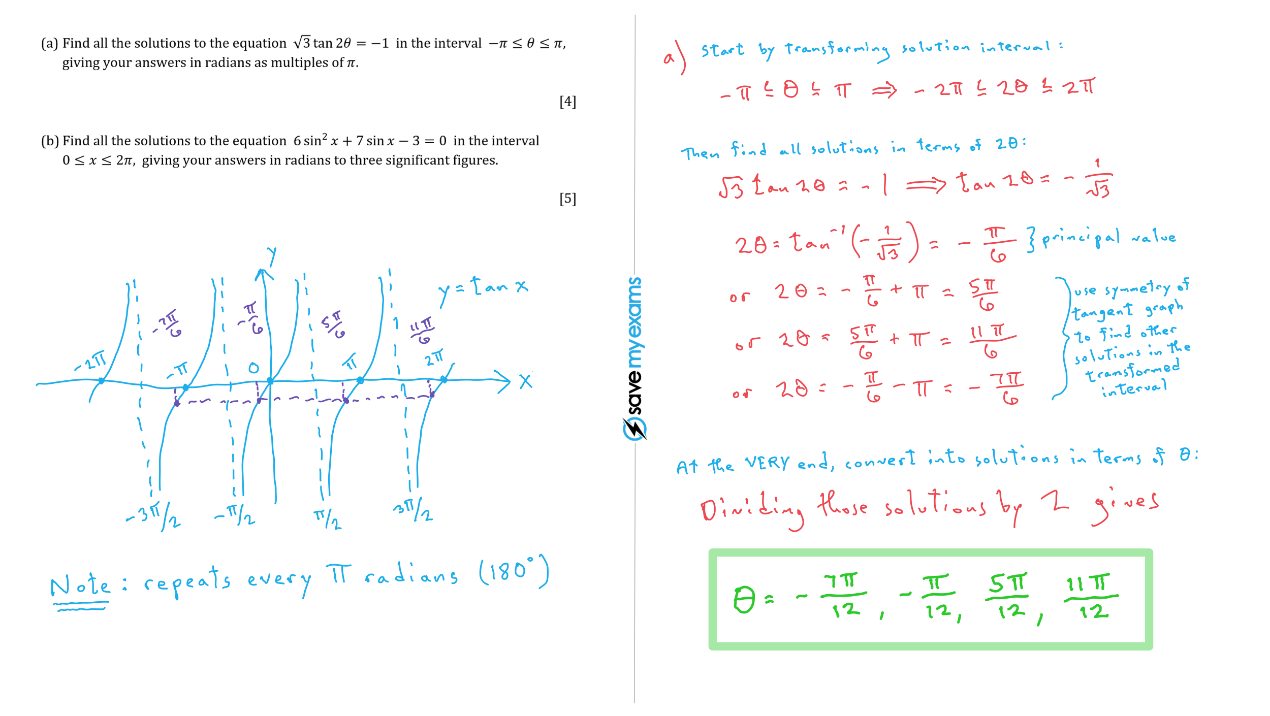 (a) Find all the solutions to the equation √3 tan 2θ = −1 in the interval −π ≤ θ ≤ π,
giving your answers in radians as multiples of π.
[4]
(b) Find all the solutions to the equation 6 sin² x + 7 sin x − 3 = 0 in the interval
0 ≤ x ≤ 2π, giving your answers in radians to three significant figures.
[5]
y
y = tan x
-7π/6 -π/6 5π/6 11π/6
-2π -π 0 π 2π
x
-3π/2 -π/2 π/2 3π/2
Note: repeats every π radians (180°)
save my exams
a) Start by transforming solution interval:
-π ≤ θ ≤ π ⟹ -2π ≤ 2θ ≤ 2π
Then find all solutions in terms of 2θ:
√3 tan 2θ = -1 ⟹ tan 2θ = -1/√3
2θ = tan⁻¹(-1/√3) = -π/6 } principal value
or 2θ = -π/6 + π = 5π/6
or 2θ = 5π/6 + π = 11π/6
or 2θ = -π/6 - π = -7π/6
use symmetry of
tangent graph
to find other
solutions in the
transformed
interval
At the VERY end, convert into solutions in terms of θ:
Dividing those solutions by 2 gives
θ = -7π/12, -π/12, 5π/12, 11π/12